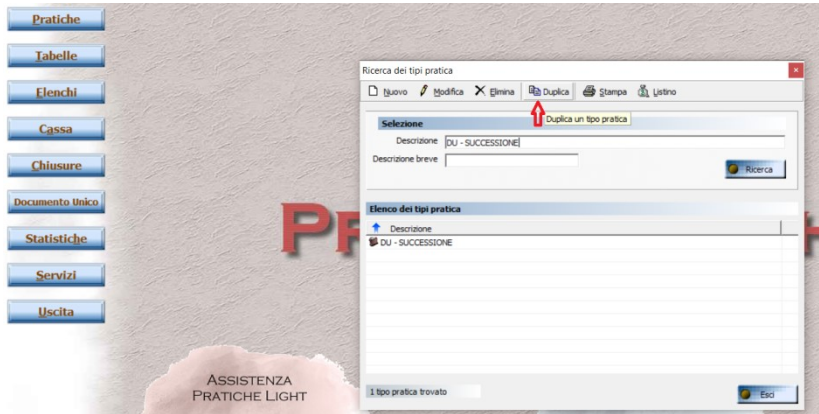 Pratiche
Tabelle
Elenchi
Cassa
Chiusure
Documento Unico
Statistiche
Servizi
Uscita
ASSISTENZA
PRATICHE LIGHT
Ricerca dei tipi pratica
Nuovo Modifica Elimina Duplica Stampa Listino
Duplica un tipo pratica
Selezione
Descrizione DU - SUCCESSIONE
Descrizione breve
Ricerca
Elenco dei tipi pratica
Descrizione
DU - SUCCESSIONE
1 tipo pratica trovato
Esci